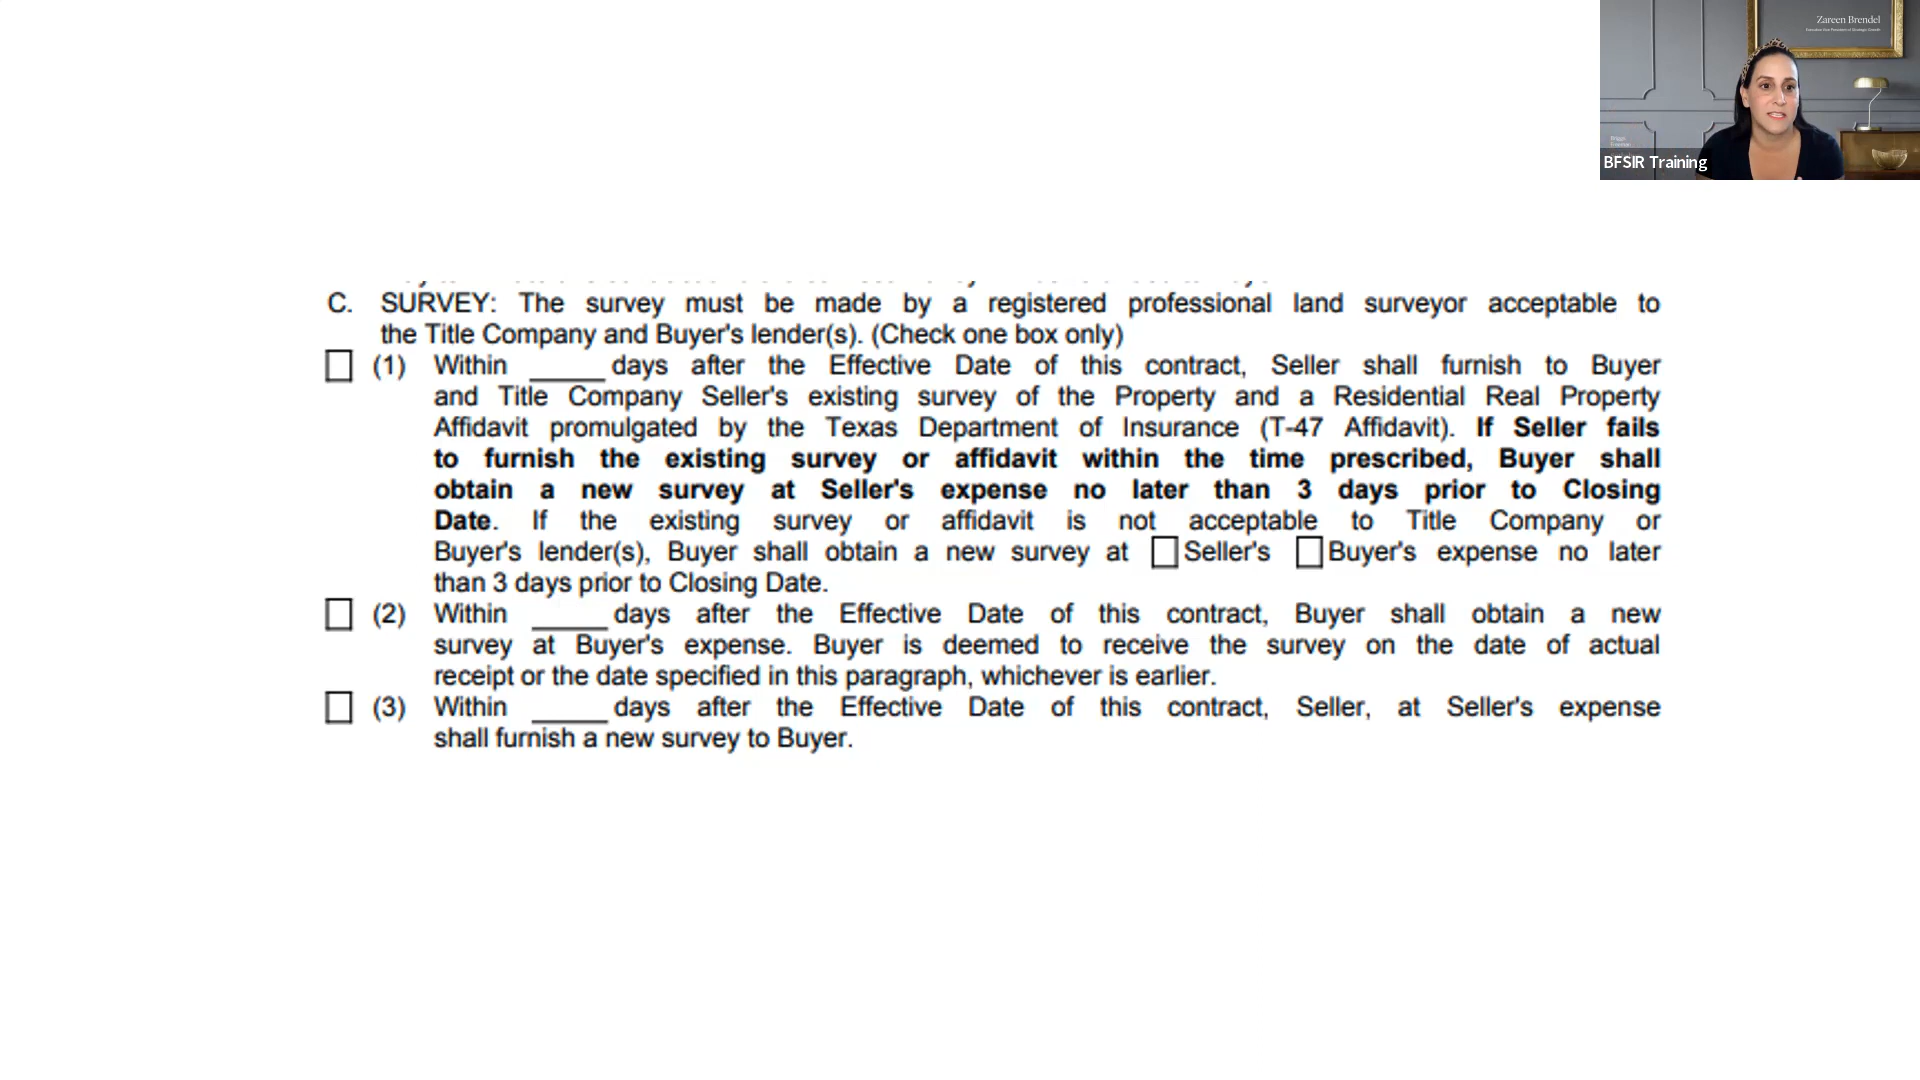 Zareen Brendel
Executive Vice President of Strategic Growth
BFSIR Training
C. SURVEY: The survey must be made by a registered professional land surveyor acceptable to
the Title Company and Buyer's lender(s). (Check one box only)
(1) Within _____ days after the Effective Date of this contract, Seller shall furnish to Buyer
and Title Company Seller's existing survey of the Property and a Residential Real Property
Affidavit promulgated by the Texas Department of Insurance (T-47 Affidavit). If Seller fails
to furnish the existing survey or affidavit within the time prescribed, Buyer shall
obtain a new survey at Seller's expense no later than 3 days prior to Closing
Date. If the existing survey or affidavit is not acceptable to Title Company or
Buyer's lender(s), Buyer shall obtain a new survey at Seller's Buyer's expense no later
than 3 days prior to Closing Date.
(2) Within _____ days after the Effective Date of this contract, Buyer shall obtain a new
survey at Buyer's expense. Buyer is deemed to receive the survey on the date of actual
receipt or the date specified in this paragraph, whichever is earlier.
(3) Within _____ days after the Effective Date of this contract, Seller, at Seller's expense
shall furnish a new survey to Buyer.